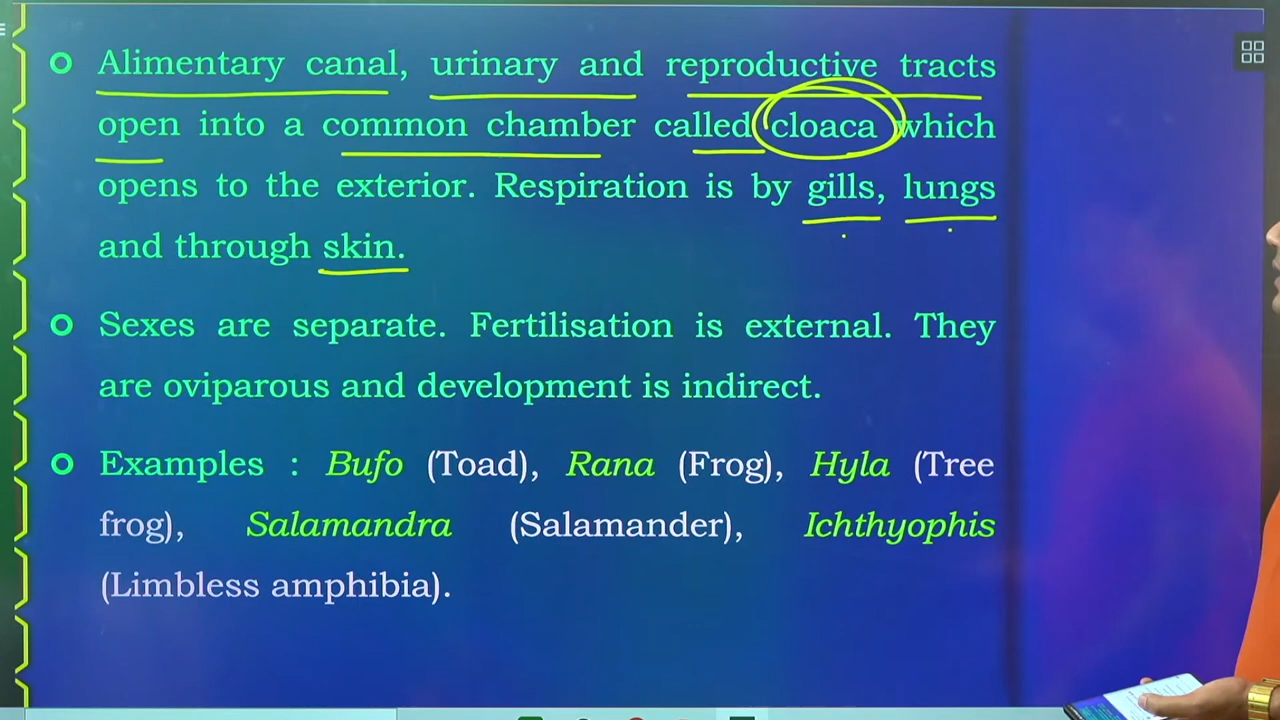 Alimentary canal, urinary and reproductive tracts
open into a common chamber called cloaca which
opens to the exterior. Respiration is by gills, lungs
and through skin.
Sexes are separate. Fertilisation is external. They
are oviparous and development is indirect.
Examples : Bufo (Toad), Rana (Frog), Hyla (Tree
frog), Salamandra (Salamander), Ichthyophis
(Limbless amphibia).